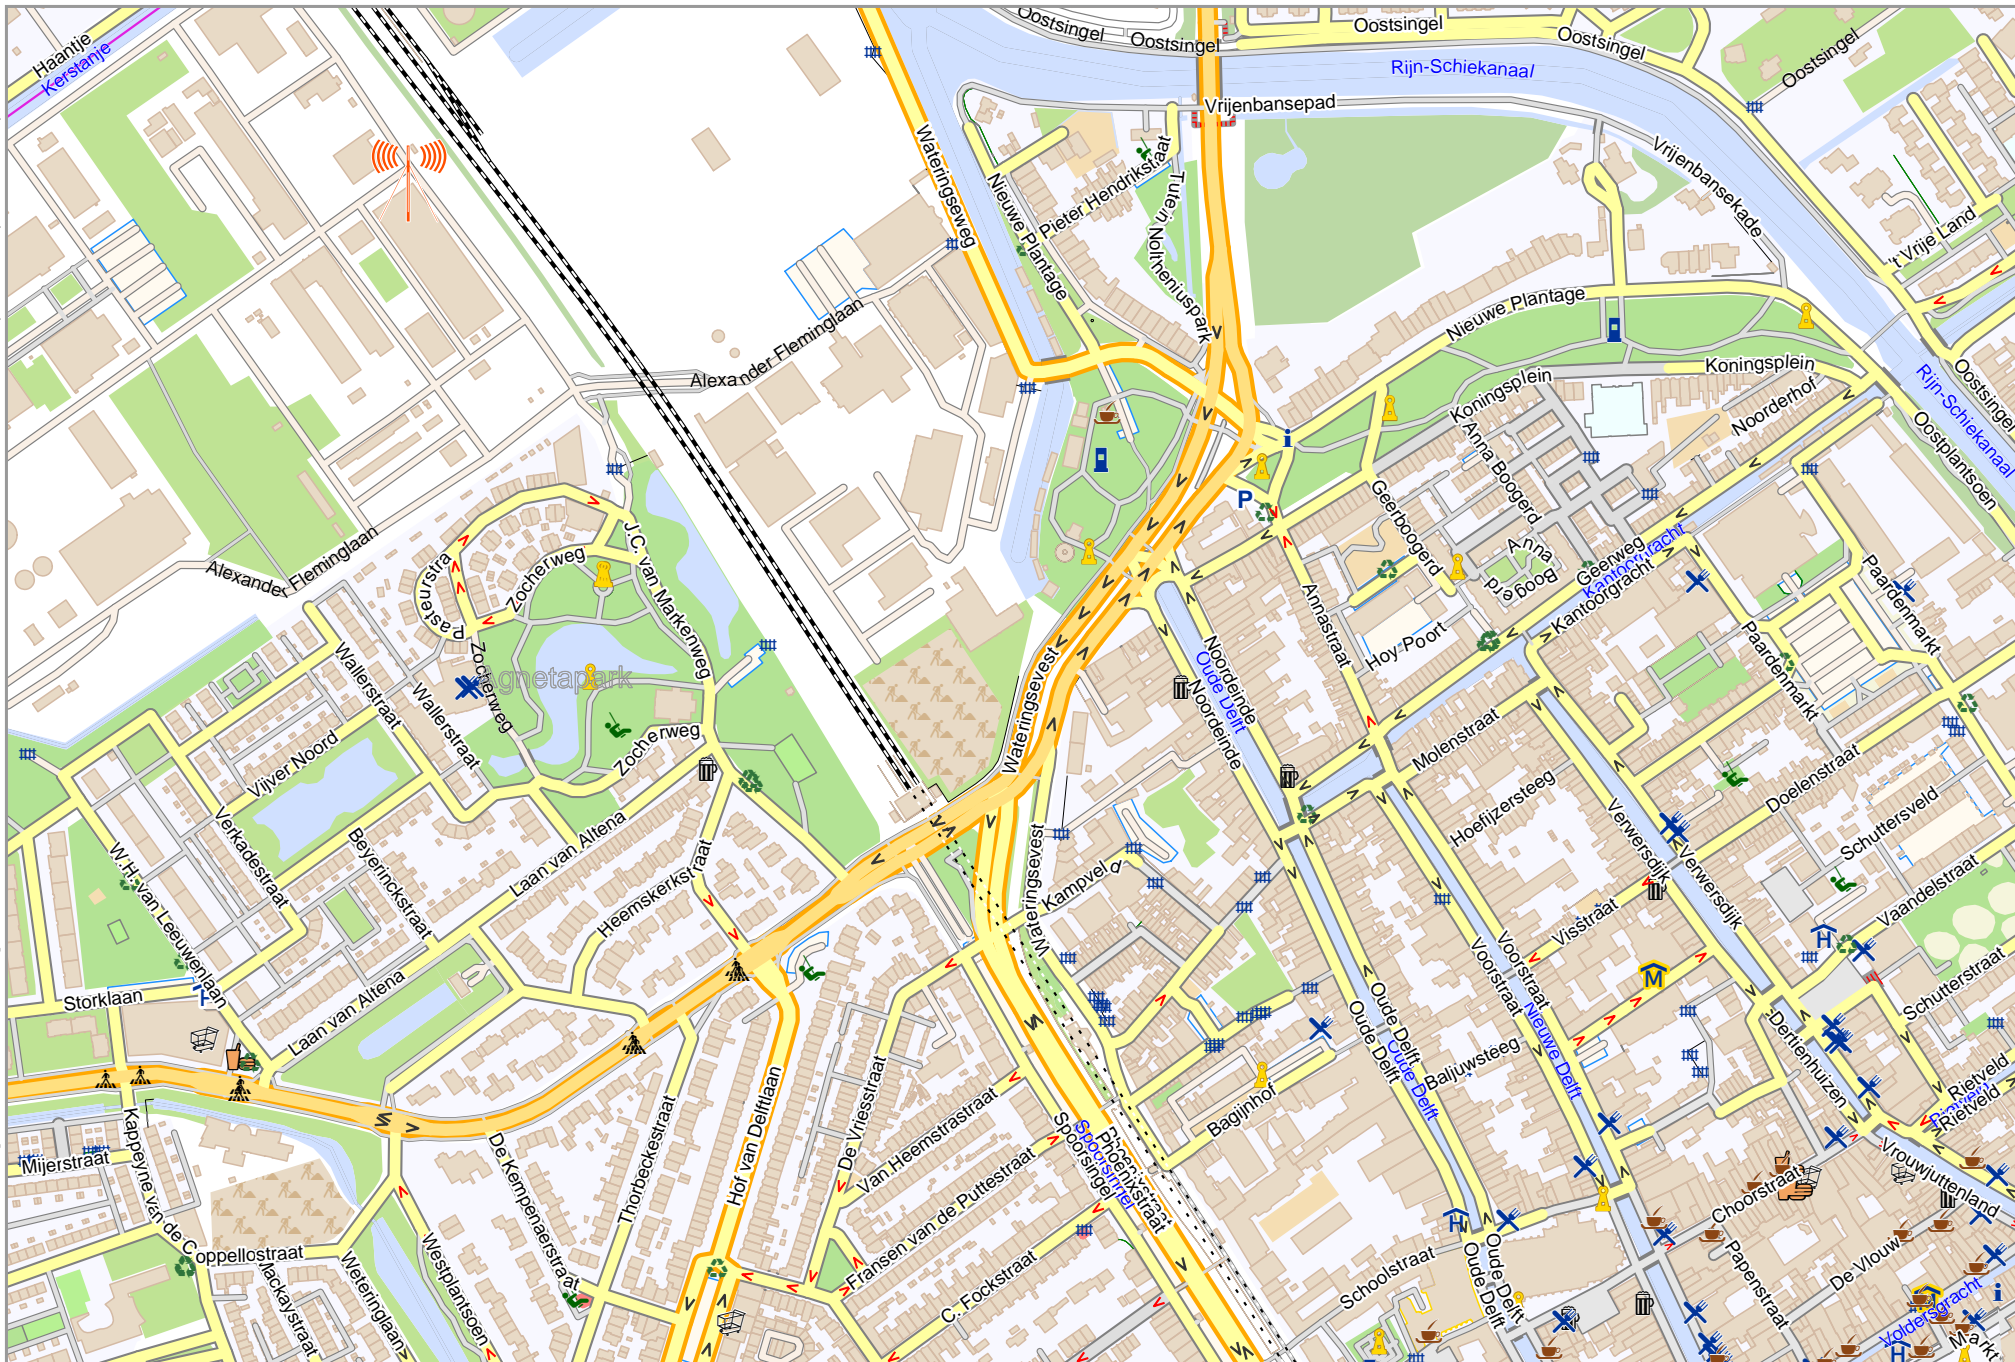 Haantje
Kerstanje
Oostsingel
Oostsingel
Oostsingel
Oostsingel
Oostsingel
Rijn-Schiekanaal
Vrijenbansepad
Wateringseweg
Nieuwe Plantage
Pieter Hendrikstraat
Tutein Noltheniuspark
Vrijenbansekade
't Vrije Land
Nieuwe Plantage
Alexander Fleminglaan
Koningsplein
Koningsplein
Noorderhof
Oostsingel
Rijn-Schiekanaal
Oostplantsoen
Anna Boogerd
Anna Boogerd
Geerboogerd
P
i
Geerweg
Kantoorgracht
Kantoorgracht
Paardenmarkt
Paardenmarkt
Alexander Fleminglaan
Pasteurstraat
Zocherweg
J.C. van Markenweg
Annastraat
Hoy Poort
Wallerstraat
Wallerstraat
Zocherweg
Agnetapark
Zocherweg
Wateringsevest
Noordeinde
Oude Delft
Noordeinde
Molenstraat
Doelenstraat
Schuttersveld
Vijver Noord
Verkadestraat
Beyerinckstraat
Laan van Altena
Heemskerkstraat
Wateringsevest
Kampveld
Hoefijzersteeg
Verwersdijk
Verwersdijk
Vaandelstraat
Visstraat
W.H. van Leeuwenlaan
Storklaan
Laan van Altena
Voorstraat
Voorstraat
Nieuwe Delft
H
M
Schutterstraat
Dertienhuizen
Oude Delft
Oude Delft
Oude Delft
Baljuwsteeg
Bagijnhof
Rietveld
Rietveld
Rietveld
Vrouwjuttenland
Mijerstraat
Kappeyne van de Coppellostraat
De Kempenaerstraat
Thorbeckestraat
Hof van Delftlaan
De Vriesstraat
Van Heemstrastraat
Spoorsingel
Spoorsingel
Phoenixstraat
Phoenixstraat
Fransen van de Puttestraat
C. Fockstraat
Mackaystraat
Weteringlaan
Westplantsoen
Schoolstraat
H
Oude Delft
Oude Delft
Choorstraat
Papenstraat
De Vlouw
Voldersgracht
i
H
Markt